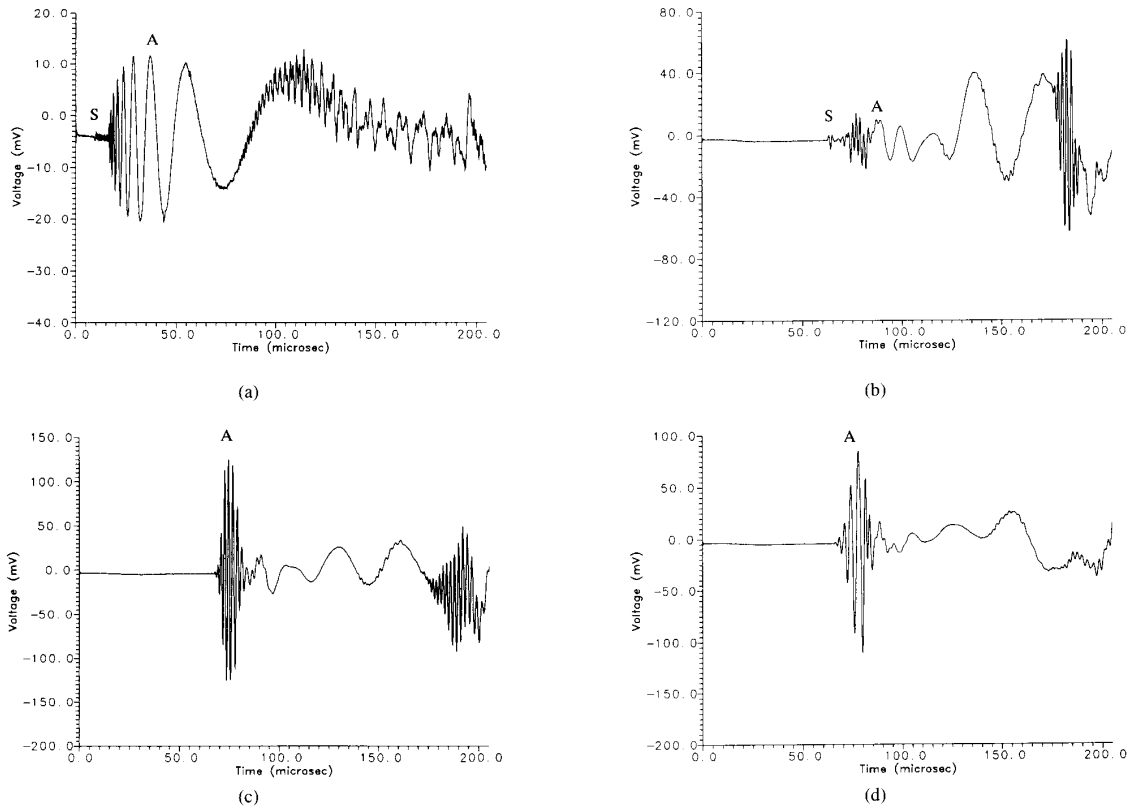 20.0
10.0
0.0
-10.0
-20.0
-30.0
-40.0
Voltage (mV)
S
A
0.0 50.0 100.0 150.0 200.0
Time (microsec)
(a)
80.0
40.0
0.0
-40.0
-80.0
-120.0
Voltage (mV)
S
A
0.0 50.0 100.0 150.0 200.0
Time (microsec)
(b)
150.0
100.0
50.0
0.0
-50.0
-100.0
-150.0
-200.0
Voltage (mV)
A
0.0 50.0 100.0 150.0 200.0
Time (microsec)
(c)
100.0
50.0
0.0
-50.0
-100.0
-150.0
-200.0
Voltage (mV)
A
0.0 50.0 100.0 150.0 200.0
Time (microsec)
(d)